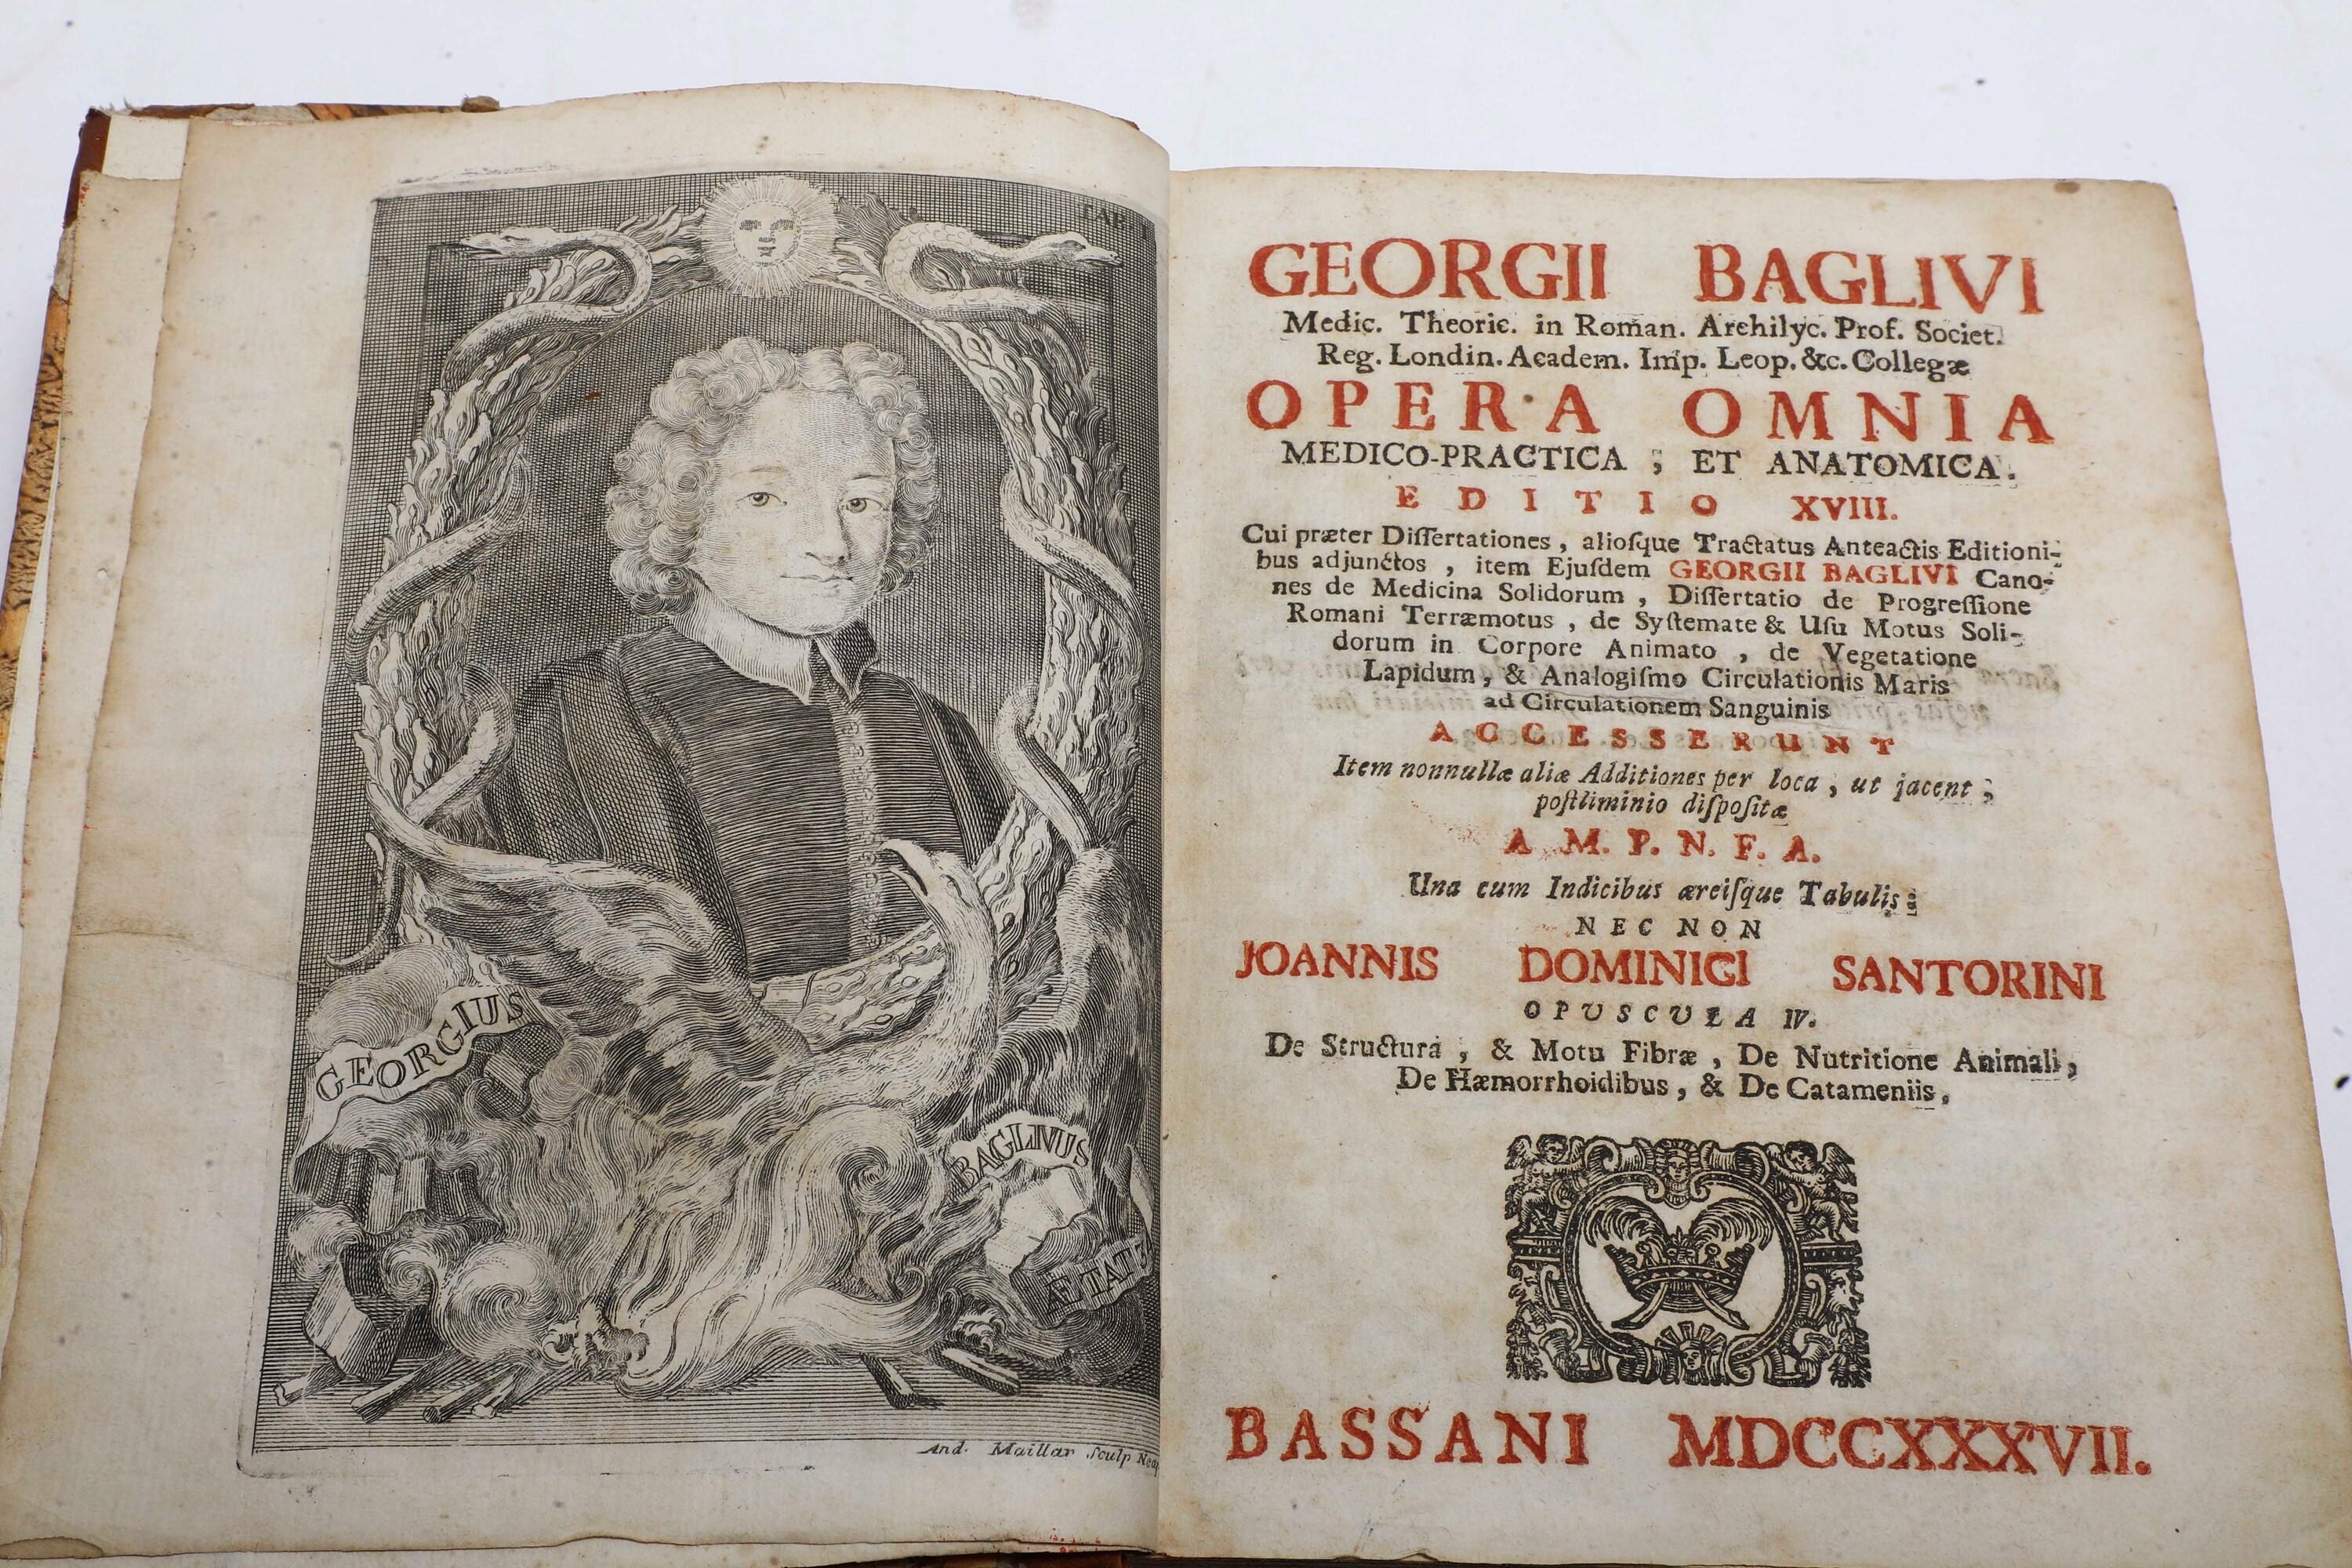 TAB
GEORGIUS
BAGLIVUS
ÆTAT
And. Maillar Sculp Neap
GEORGII BAGLIVI
Medic. Theoric. in Roman. Archilyc. Prof. Societ.
Reg. Londin. Academ. Imp. Leop. &c. Collegæ
OPERA OMNIA
MEDICO-PRACTICA, ET ANATOMICA.
EDITIO XVIII.
Cui præter Diſſertationes, alioſque Tractatus Anteactis Editioni-
bus adjunctos, item Ejuſdem GEORGII BAGLIVI Cano-
nes de Medicina Solidorum, Diſſertatio de Progreſſione
Romani Terræmotus, de Syſtemate & Uſu Motus Soli-
dorum in Corpore Animato, de Vegetatione
Lapidum, & Analogiſmo Circulationis Maris
ad Circulationem Sanguinis
ACCESSERUNT
Item nonnullæ aliæ Additiones per loca, ut jacent,
poſtliminio diſpoſitæ
A M. P. N. F. A.
Una cum Indicibus æreiſque Tabulis;
NEC NON
JOANNIS DOMINICI SANTORINI
OPUSCULA IV.
De Structura, & Motu Fibræ, De Nutritione Animali,
De Hæmorrhoidibus, & De Catameniis.
BASSANI MDCCXXXVII.